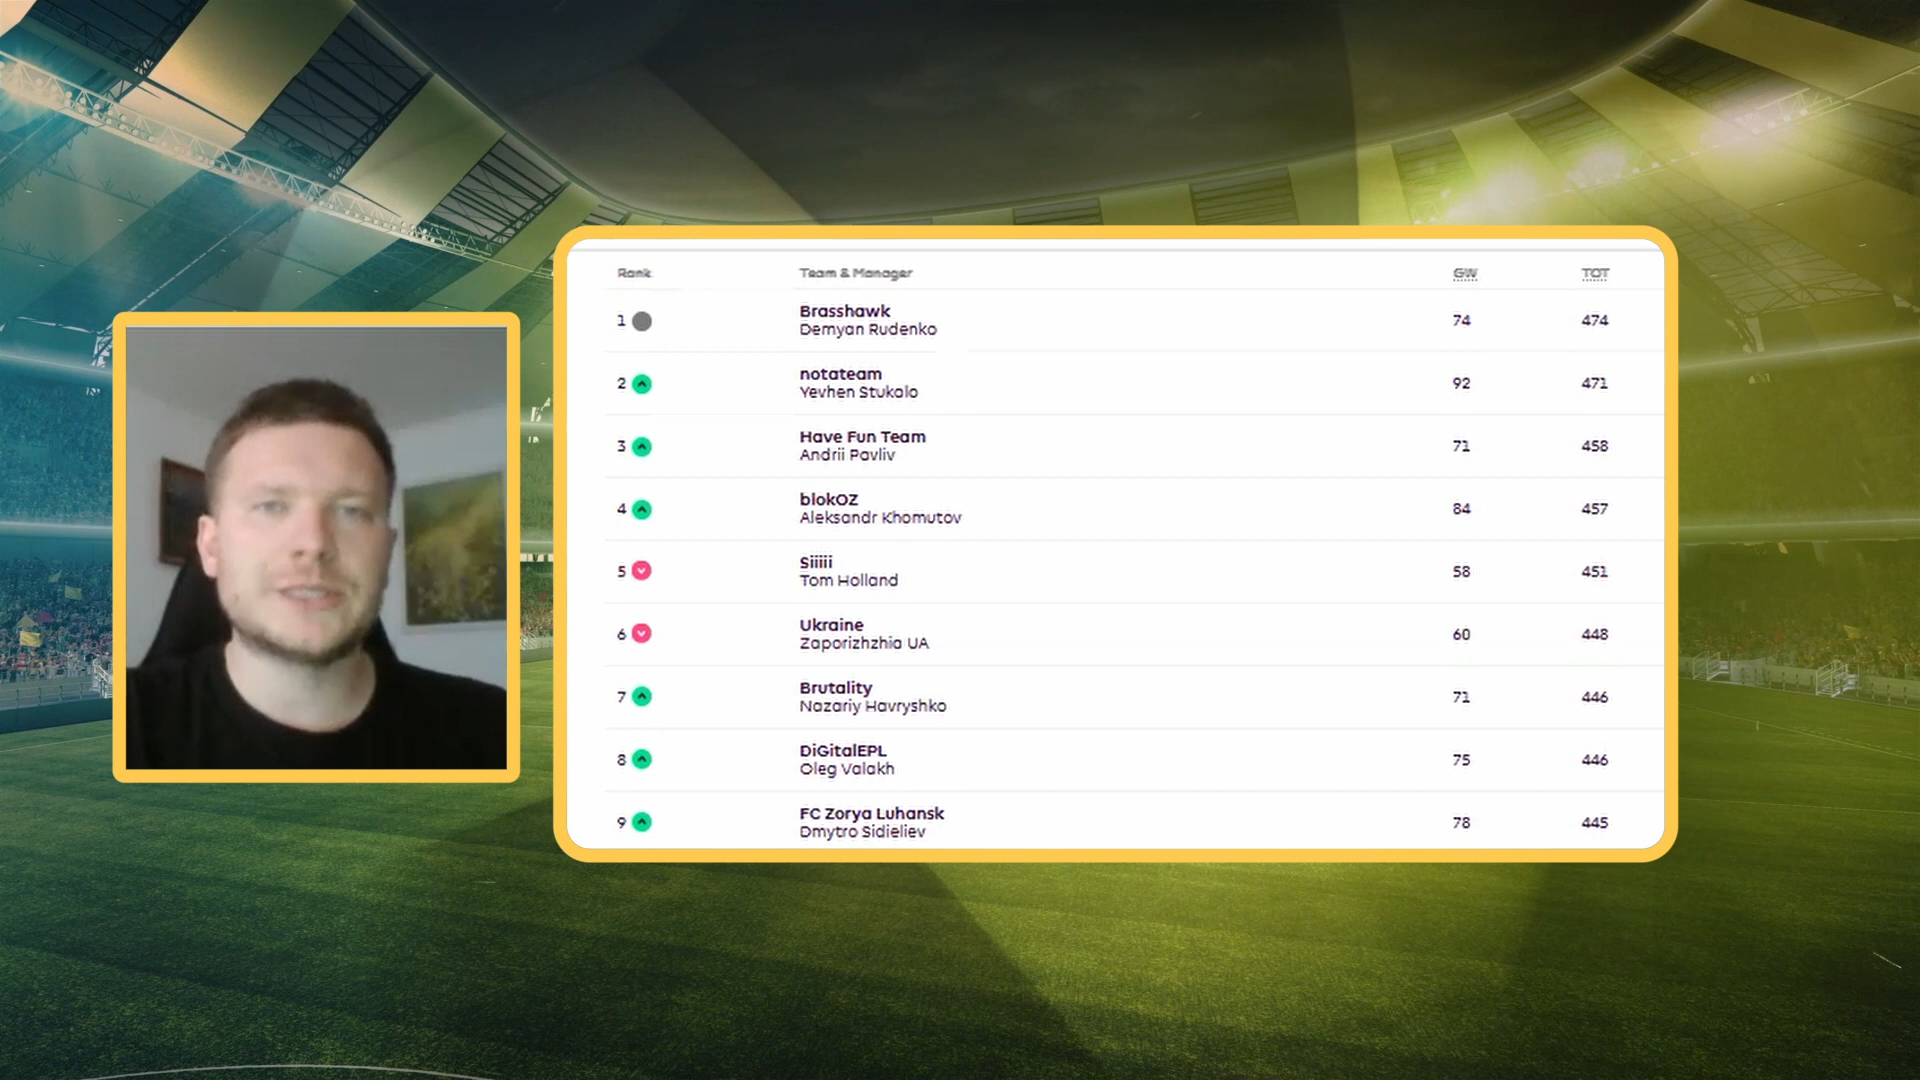 Rank Team & Manager GW TOT
1 Brasshawk 74 474
Demyan Rudenko
2 notateam 92 471
Yevhen Stukalo
3 Have Fun Team 71 458
Andrii Pavliv
4 blokOZ 84 457
Aleksandr Khomutov
5 Siiiii 58 451
Tom Holland
6 Ukraine 60 448
Zaporizhzhia UA
7 Brutality 71 446
Nazariy Havryshko
8 DiGitalEPL 75 446
Oleg Valakh
9 FC Zorya Luhansk 78 445
Dmytro Sidieliev